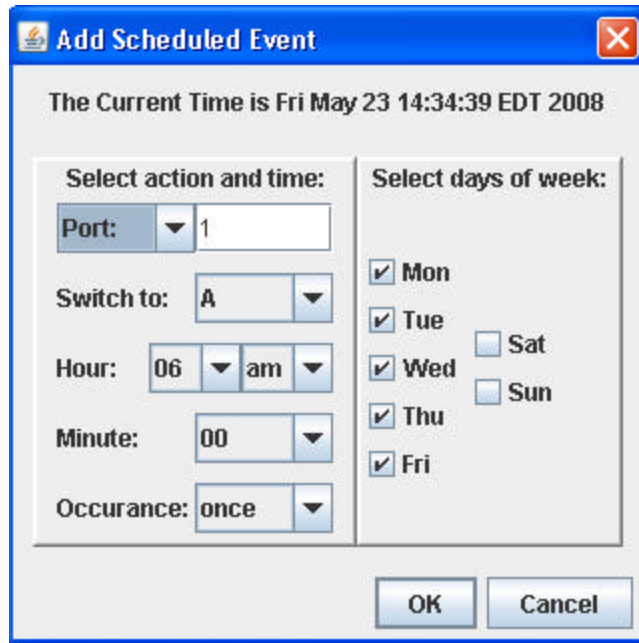 Add Scheduled Event
The Current Time is Fri May 23 14:34:39 EDT 2008
Select action and time:
Port: 1
Switch to: A
Hour: 06 am
Minute: 00
Occurance: once
Select days of week:
Mon
Tue
Wed
Thu
Fri
Sat
Sun
OK Cancel